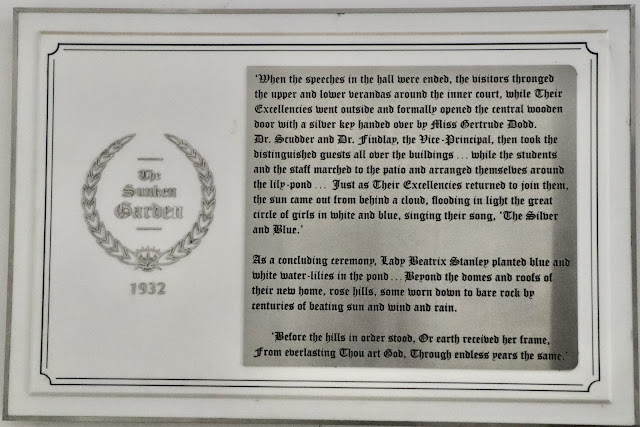 The
Sunken
Garden
1932
'When the speeches in the hall were ended, the visitors thronged
the upper and lower verandas around the inner court, while Their
Excellencies went outside and formally opened the central wooden
door with a silver key handed over by Miss Gertrude Dodd.
Dr. Scudder and Dr. Findlay, the Vice-Principal, then took the
distinguished guests all over the buildings ... while the students
and the staff marched to the patio and arranged themselves around
the lily-pond ... Just as Their Excellencies returned to join them,
the sun came out from behind a cloud, flooding in light the great
circle of girls in white and blue, singing their song, 'The Silver
and Blue.'
As a concluding ceremony, Lady Beatrix Stanley planted blue and
white water-lilies in the pond ... Beyond the domes and roofs of
their new home, rose hills, some worn down to bare rock by
centuries of beating sun and wind and rain.
'Before the hills in order stood, Or earth received her frame,
From everlasting Thou art God, Through endless years the same.'